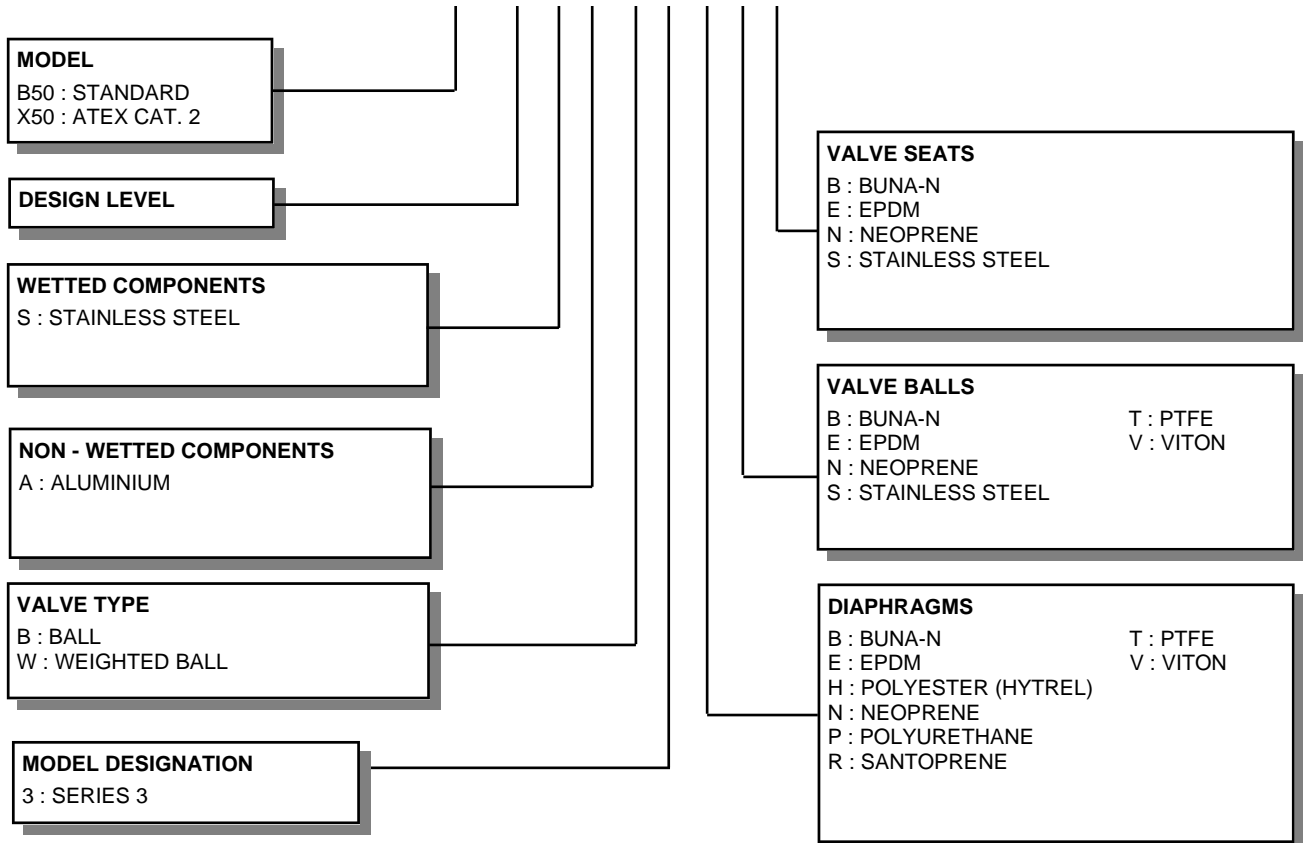 MODEL
B50 : STANDARD
X50 : ATEX CAT. 2
DESIGN LEVEL
WETTED COMPONENTS
S : STAINLESS STEEL
NON - WETTED COMPONENTS
A : ALUMINIUM
VALVE TYPE
B : BALL
W : WEIGHTED BALL
MODEL DESIGNATION
3 : SERIES 3
VALVE SEATS
B : BUNA-N
E : EPDM
N : NEOPRENE
S : STAINLESS STEEL
VALVE BALLS
B : BUNA-N T : PTFE
E : EPDM V : VITON
N : NEOPRENE
S : STAINLESS STEEL
DIAPHRAGMS
B : BUNA-N T : PTFE
E : EPDM V : VITON
H : POLYESTER (HYTREL)
N : NEOPRENE
P : POLYURETHANE
R : SANTOPRENE